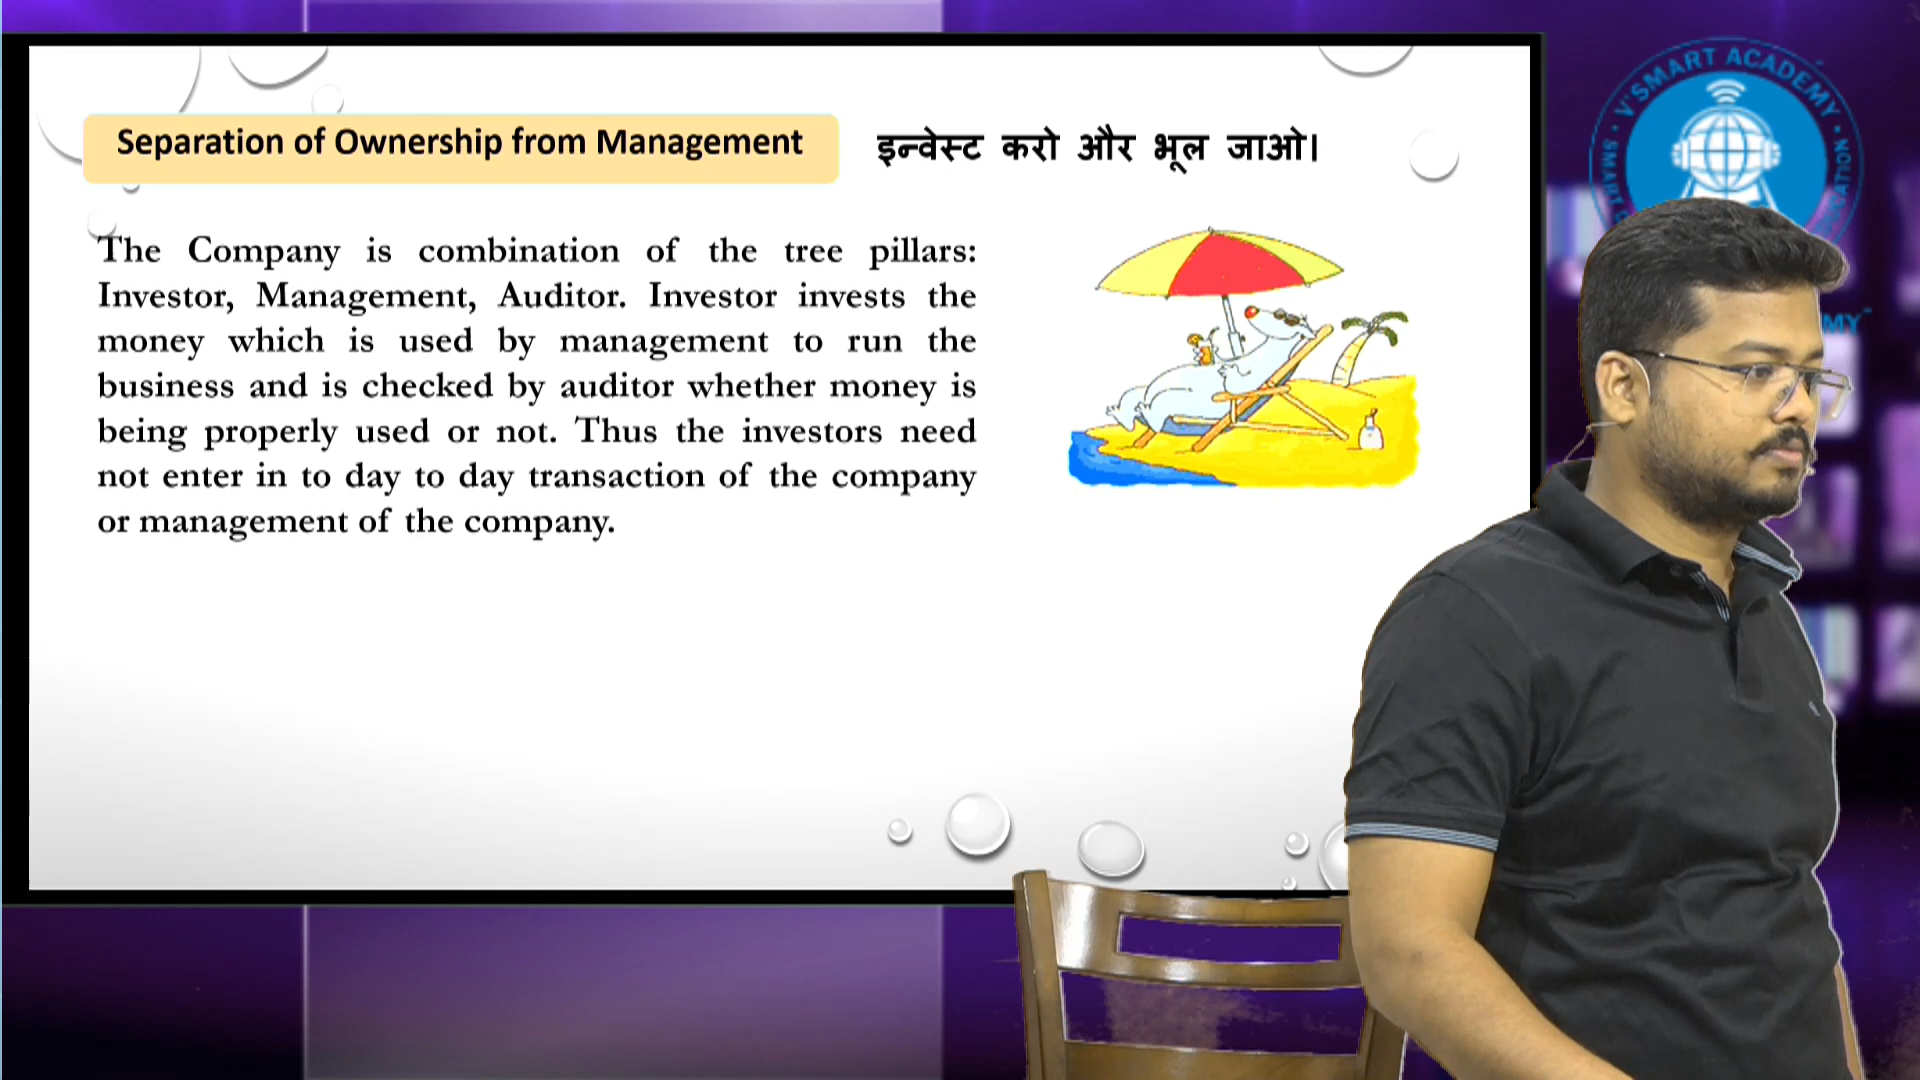 V'SMART ACADEMY
Separation of Ownership from Management
इन्वेस्ट करो और भूल जाओ।
The Company is combination of the tree pillars:
Investor, Management, Auditor. Investor invests the
money which is used by management to run the
business and is checked by auditor whether money is
being properly used or not. Thus the investors need
not enter in to day to day transaction of the company
or management of the company.